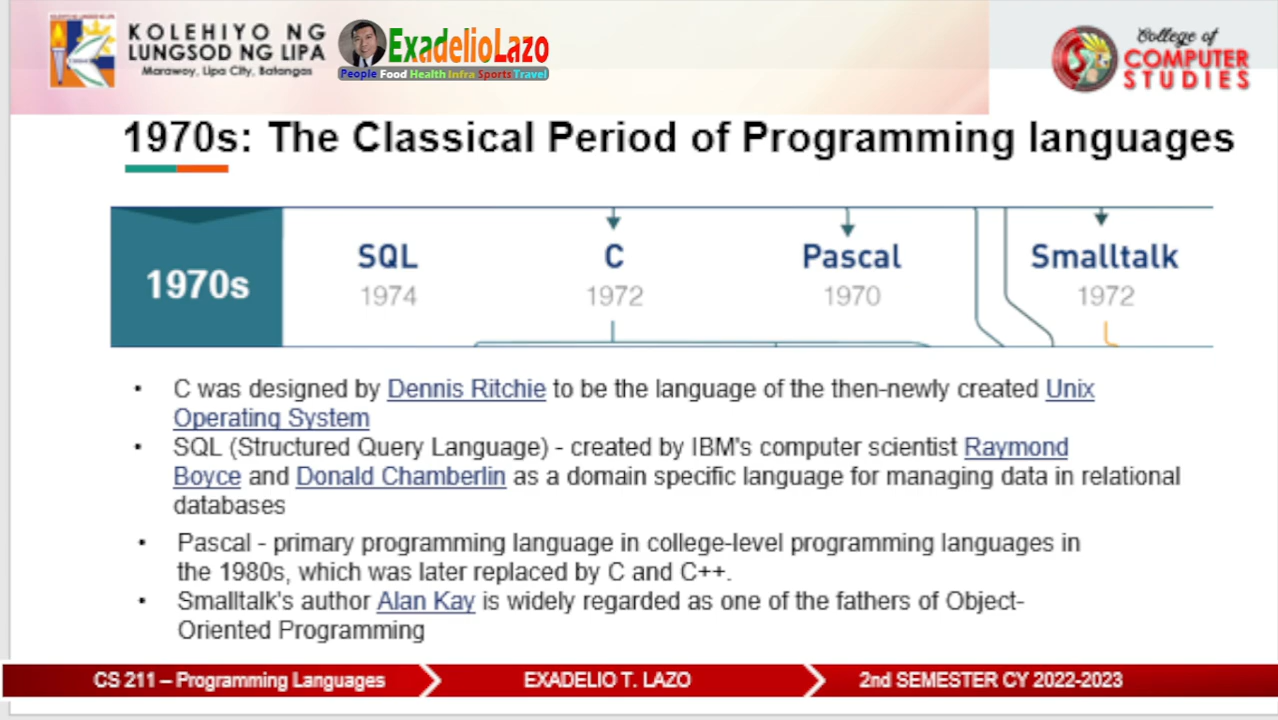 KOLEHIYO NG
LUNGSOD NG LIPA
Marawoy, Lipa City, Batangas
ExadelioLazo
People Food Health Infra Sports Travel
College of
COMPUTER
STUDIES
1970s: The Classical Period of Programming languages
1970s
SQL
1974
C
1972
Pascal
1970
Smalltalk
1972
• C was designed by Dennis Ritchie to be the language of the then-newly created Unix
Operating System
• SQL (Structured Query Language) - created by IBM's computer scientist Raymond
Boyce and Donald Chamberlin as a domain specific language for managing data in relational
databases
• Pascal - primary programming language in college-level programming languages in
the 1980s, which was later replaced by C and C++.
• Smalltalk's author Alan Kay is widely regarded as one of the fathers of Object-
Oriented Programming
CS 211 – Programming Languages
EXADELIO T. LAZO
2nd SEMESTER CY 2022-2023